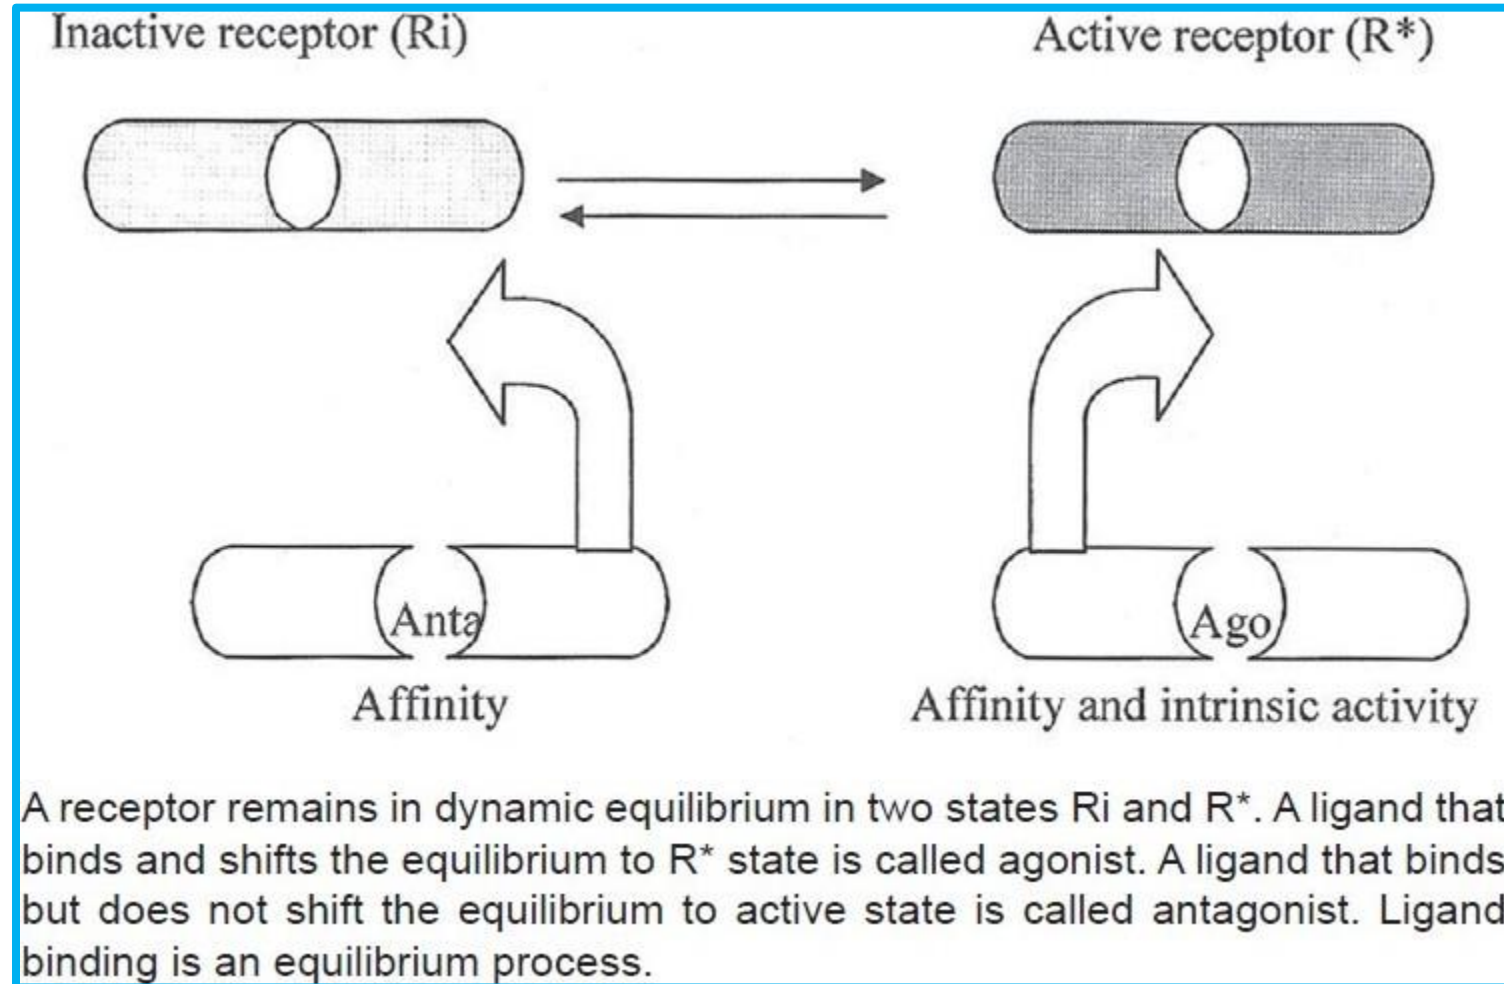 Inactive receptor (Ri)
Active receptor (R*)
Anta
Ago
Affinity
Affinity and intrinsic activity
A receptor remains in dynamic equilibrium in two states Ri and R*. A ligand that
binds and shifts the equilibrium to R* state is called agonist. A ligand that binds
but does not shift the equilibrium to active state is called antagonist. Ligand
binding is an equilibrium process.